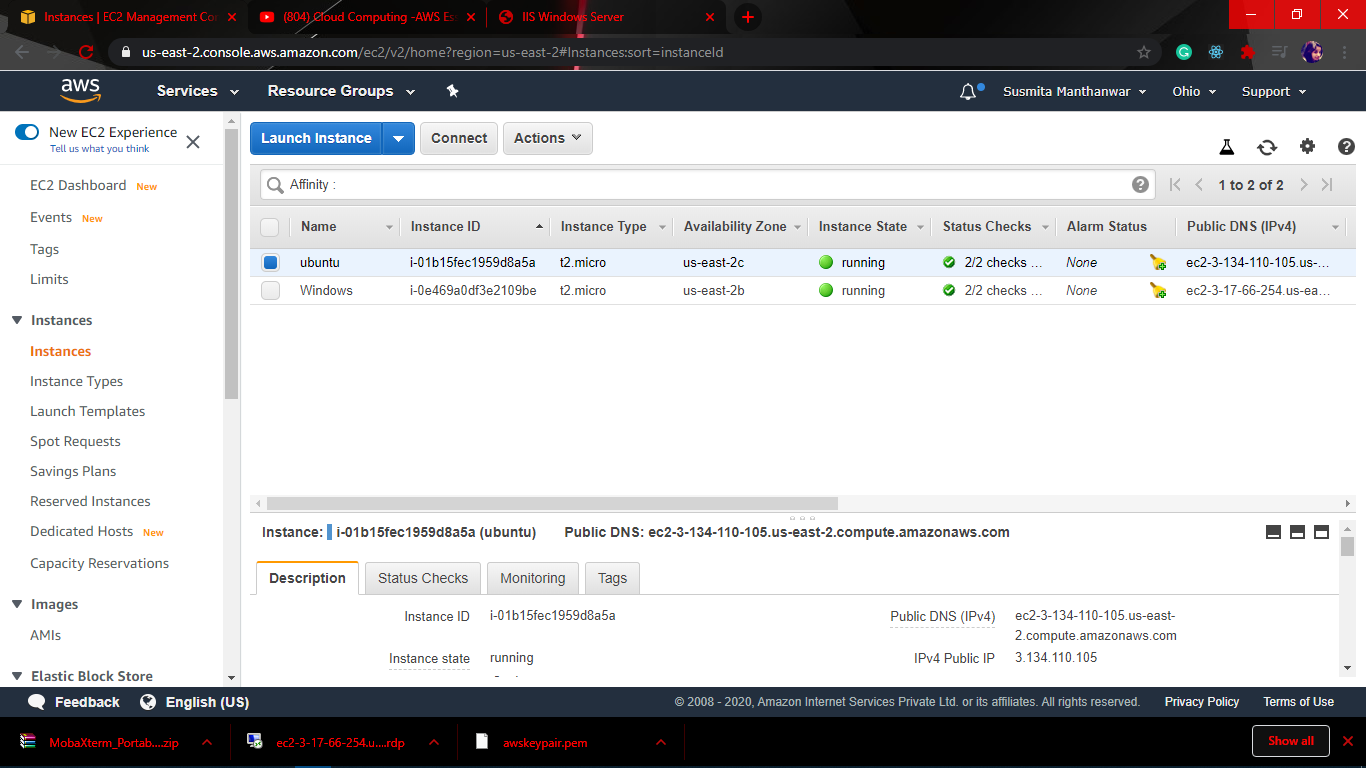 Instances | EC2 Management Co
(804) Cloud Computing -AWS Es
IIS Windows Server
us-east-2.console.aws.amazon.com/ec2/v2/home?region=us-east-2#Instances:sort=instanceId
aws
Services
Resource Groups
Susmita Manthanwar
Ohio
Support
New EC2 Experience
Tell us what you think
EC2 Dashboard New
Events New
Tags
Limits
Instances
Instances
Instance Types
Launch Templates
Spot Requests
Savings Plans
Reserved Instances
Dedicated Hosts New
Capacity Reservations
Images
AMIs
Elastic Block Store
Launch Instance
Connect
Actions
Affinity :
1 to 2 of 2
Name Instance ID Instance Type Availability Zone Instance State Status Checks Alarm Status Public DNS (IPv4)
ubuntu i-01b15fec1959d8a5a t2.micro us-east-2c running 2/2 checks ... None ec2-3-134-110-105.us-...
Windows i-0e469a0df3e2109be t2.micro us-east-2b running 2/2 checks ... None ec2-3-17-66-254.us-ea...
Instance: i-01b15fec1959d8a5a (ubuntu) Public DNS: ec2-3-134-110-105.us-east-2.compute.amazonaws.com
Description Status Checks Monitoring Tags
Instance ID i-01b15fec1959d8a5a
Public DNS (IPv4) ec2-3-134-110-105.us-east-
2.compute.amazonaws.com
Instance state running
IPv4 Public IP 3.134.110.105
Feedback
English (US)
© 2008 - 2020, Amazon Internet Services Private Ltd. or its affiliates. All rights reserved.
Privacy Policy
Terms of Use
MobaXterm_Portab....zip
ec2-3-17-66-254.u....rdp
awskeypair.pem
Show all